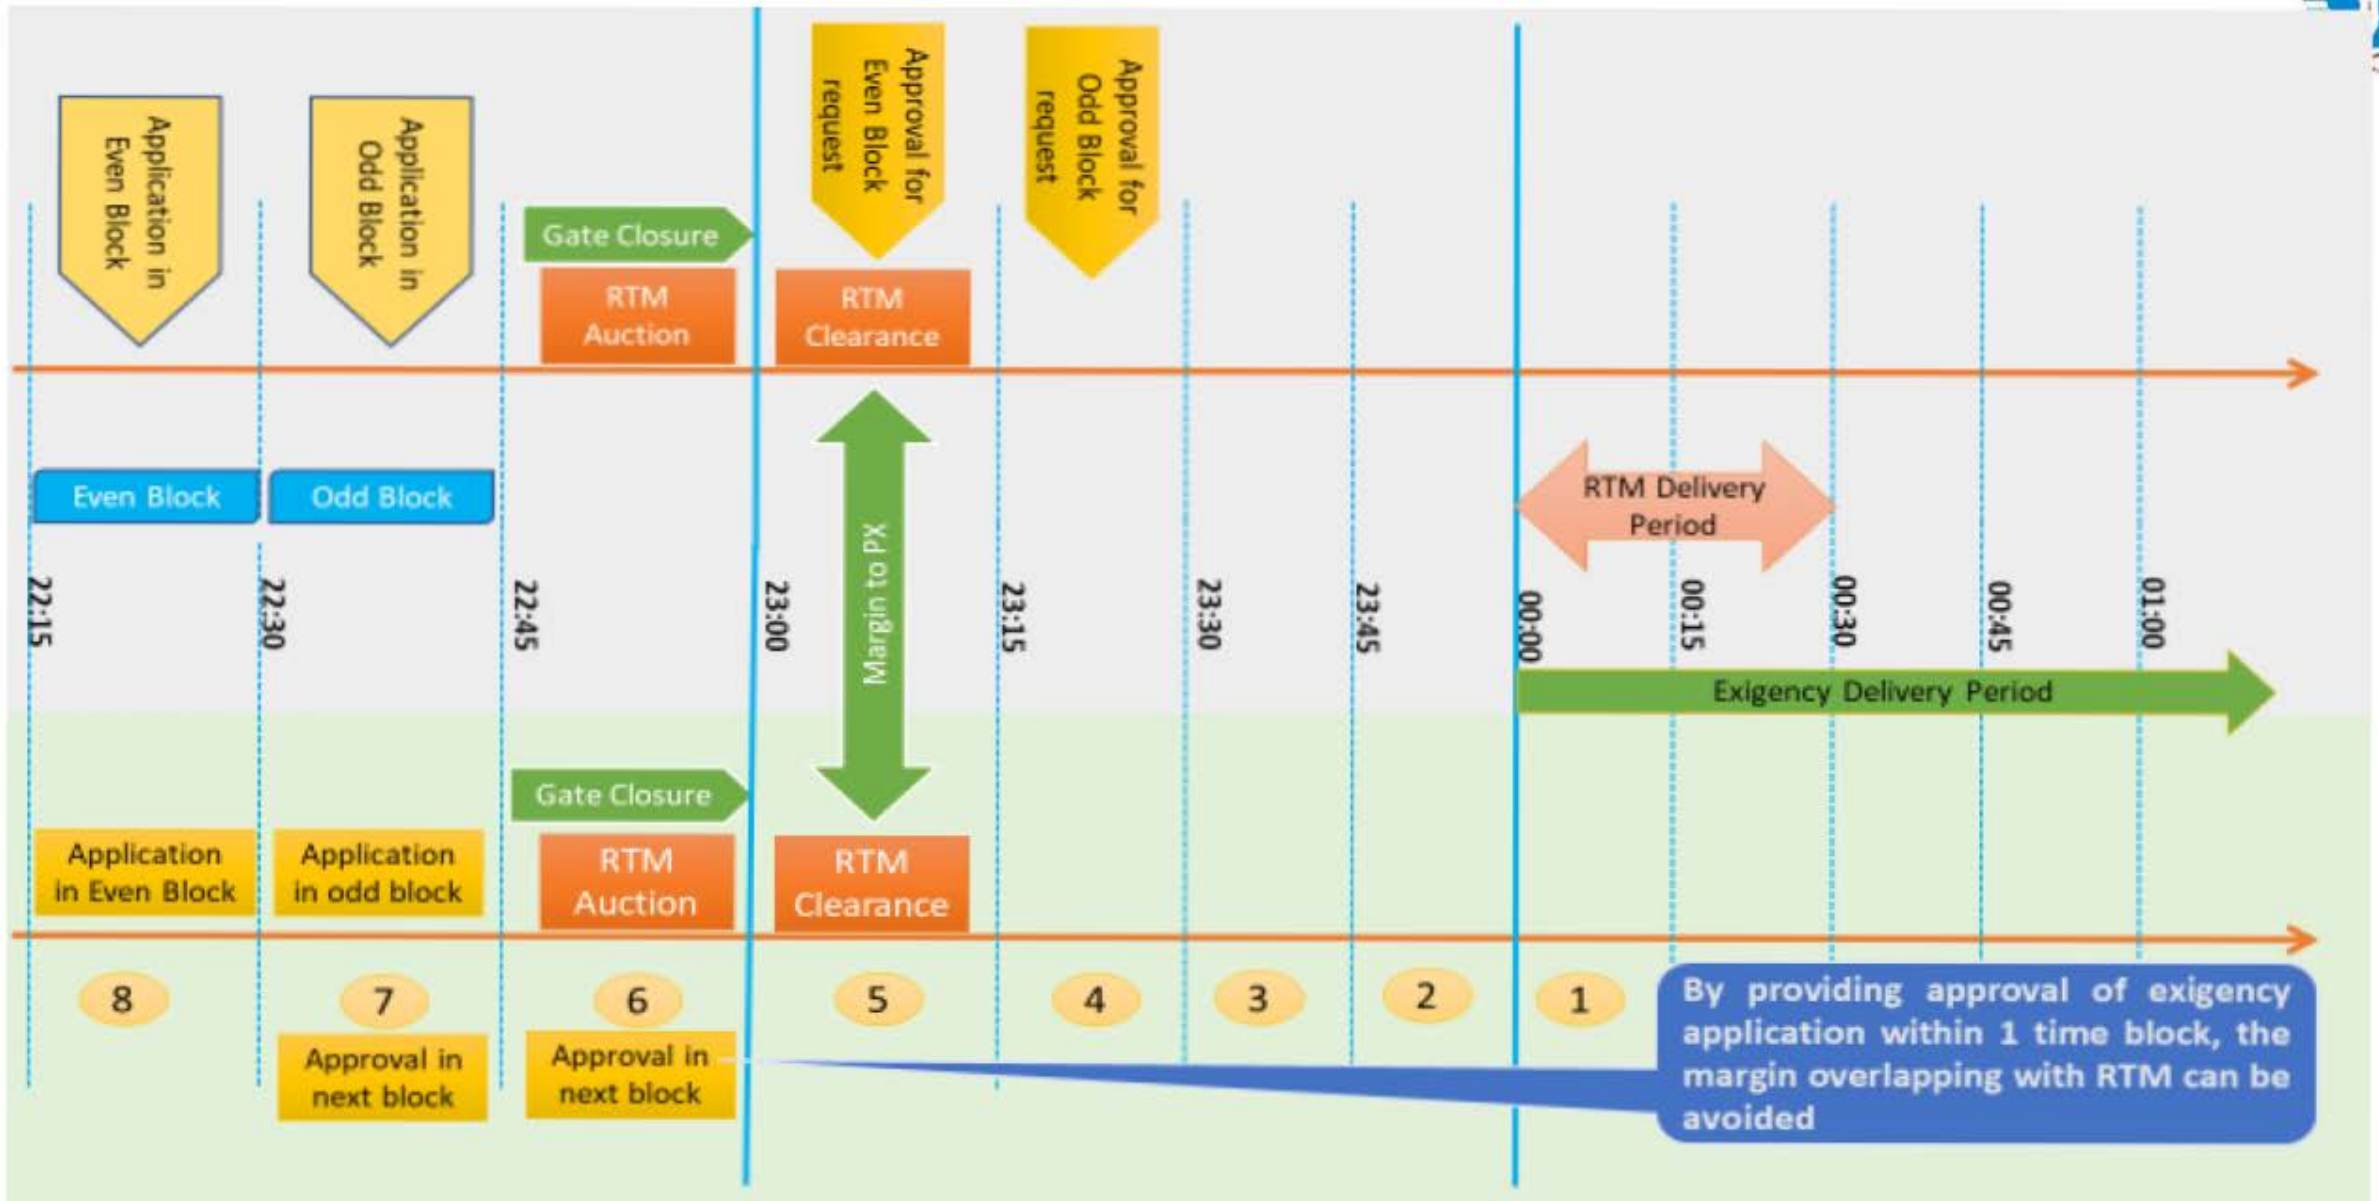 Application in
Even Block
Application in
Odd Block
Gate Closure
RTM
Auction
Approval for
Even Block
request
RTM
Clearance
Approval for
Odd Block
request
Even Block
Odd Block
Margin to PX
RTM Delivery
Period
22:15
22:30
22:45
23:00
23:15
23:30
23:45
00:00
00:15
00:30
00:45
01:00
Exigency Delivery Period
Gate Closure
Application
in Even Block
Application
in odd block
RTM
Auction
RTM
Clearance
8
7
6
5
4
3
2
1
Approval in
next block
Approval in
next block
By providing approval of exigency
application within 1 time block, the
margin overlapping with RTM can be
avoided